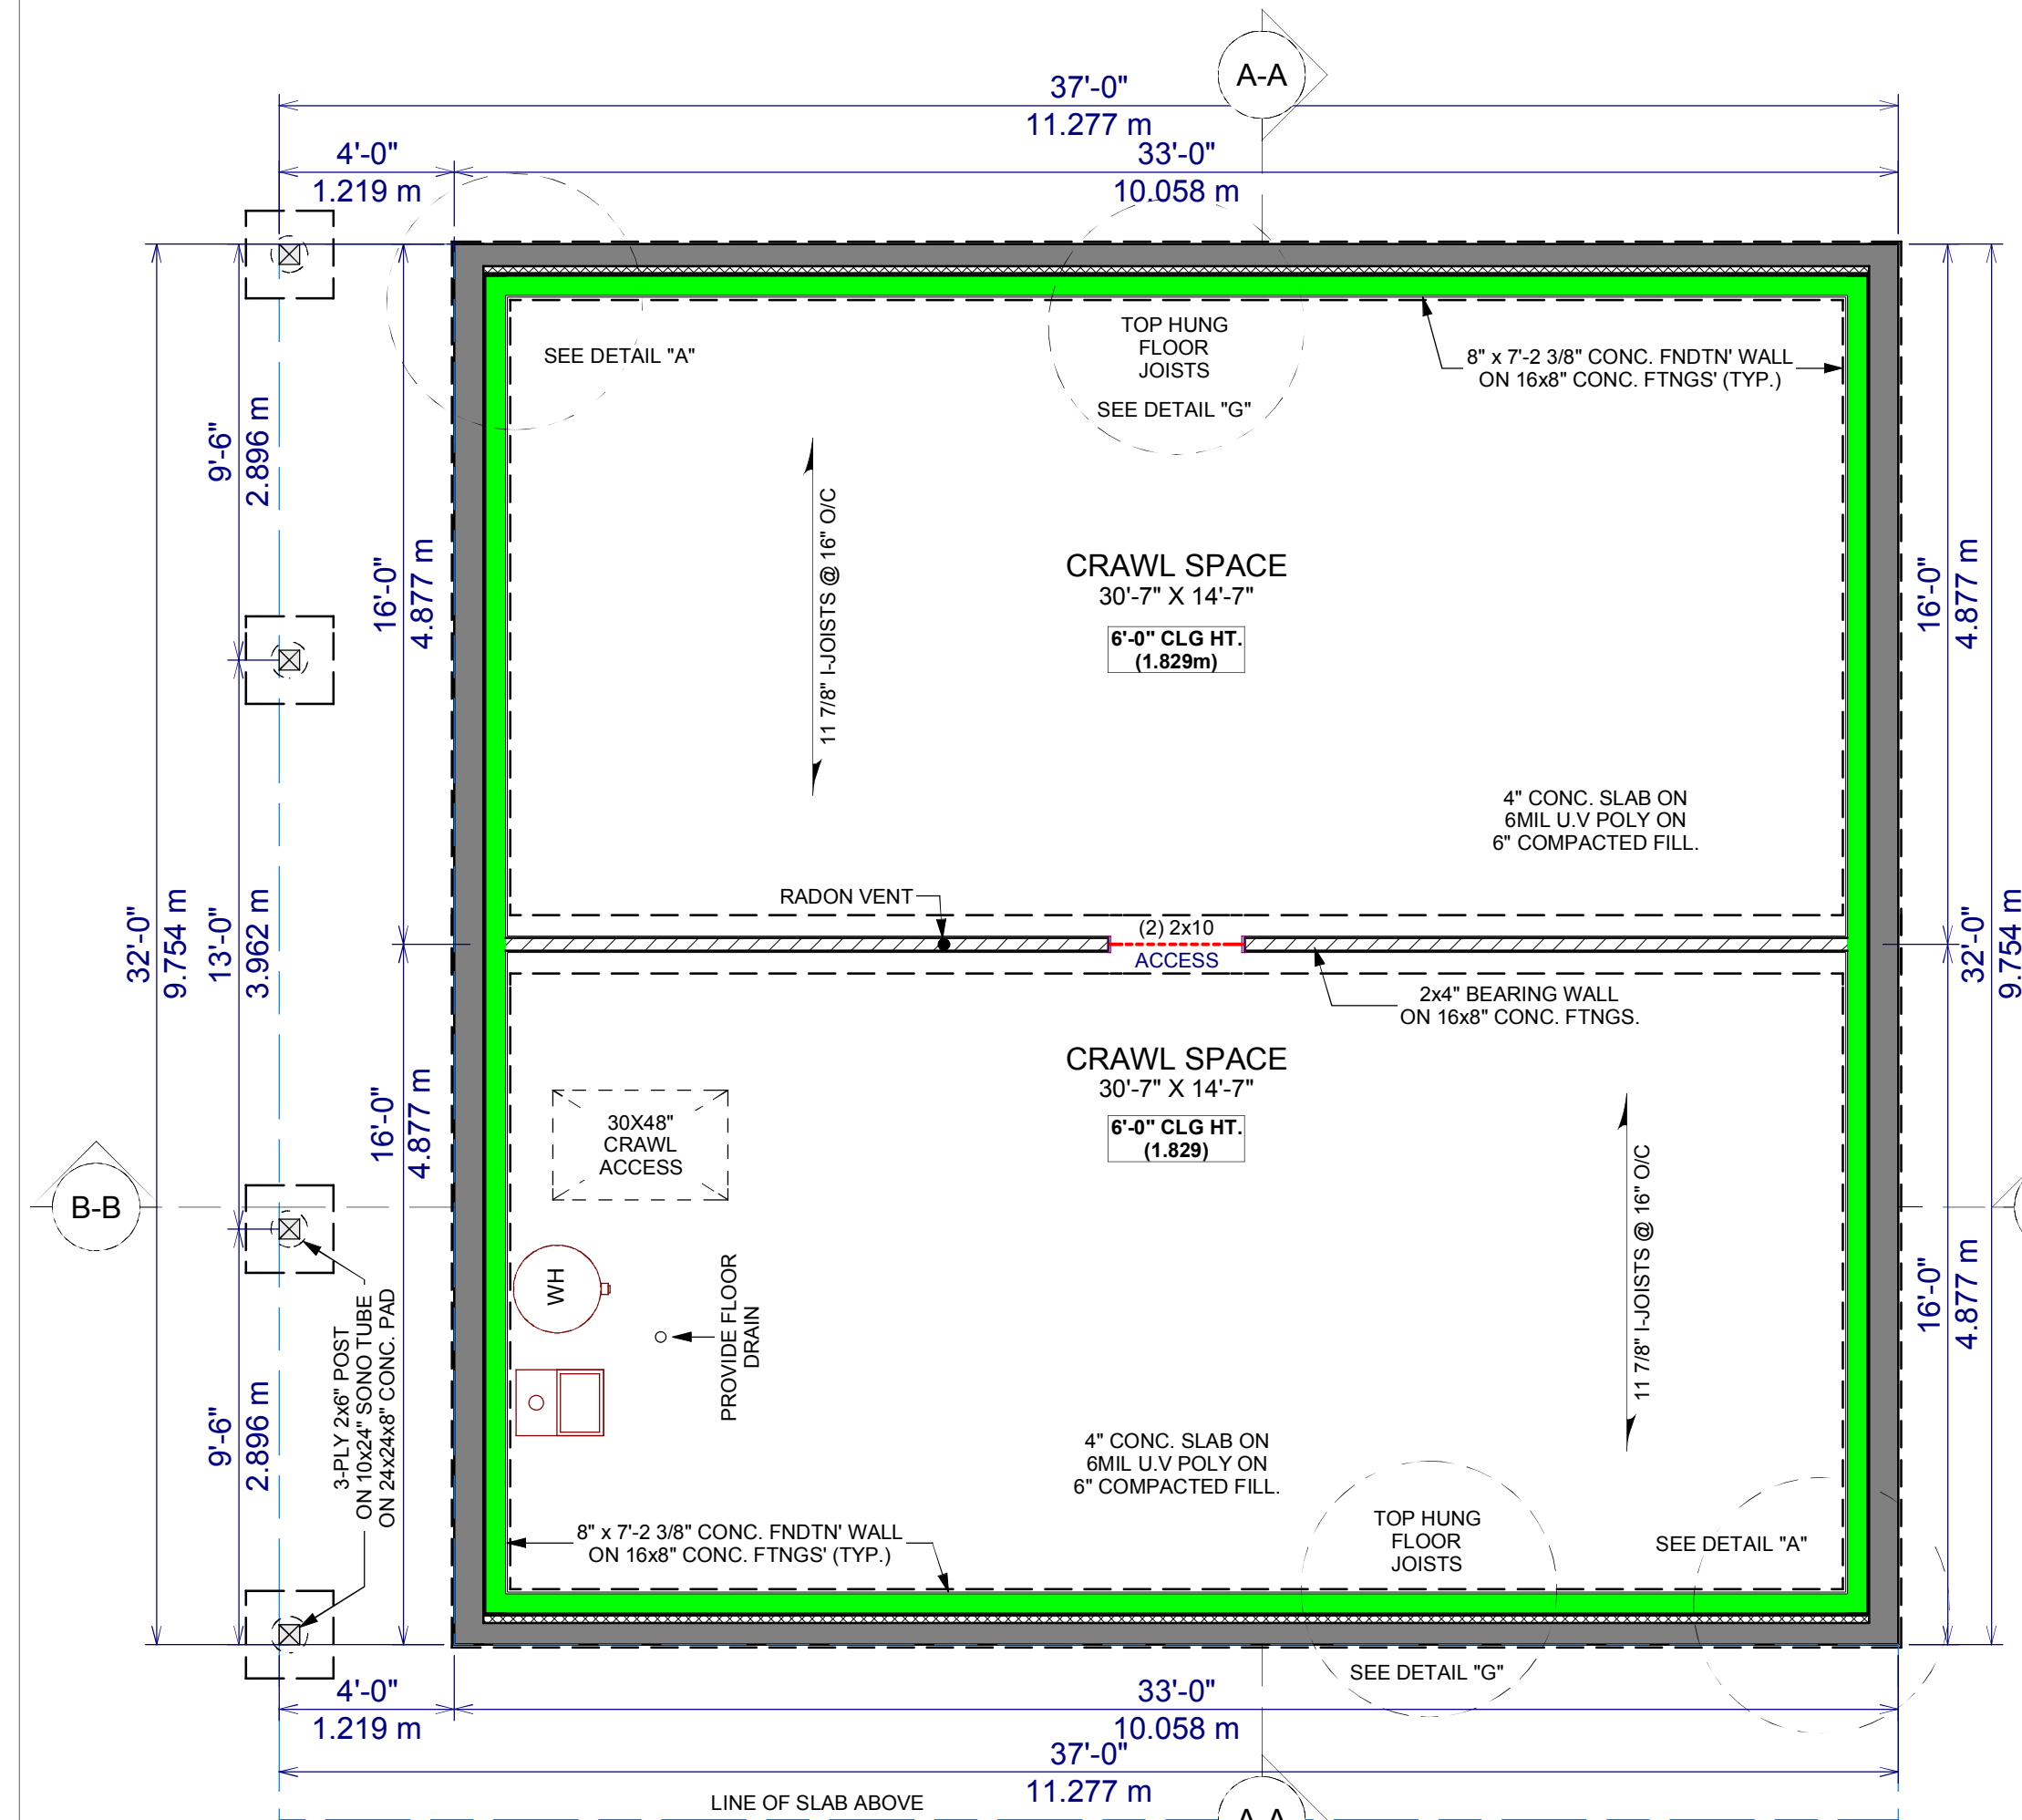 A-A
37'-0"
11.277 m
4'-0"
1.219 m
33'-0"
10.058 m
SEE DETAIL "A"
TOP HUNG
FLOOR
JOISTS
SEE DETAIL "G"
8" x 7'-2 3/8" CONC. FNDTN' WALL
ON 16x8" CONC. FTNGS' (TYP.)
9'-6"
2.896 m
16'-0"
4.877 m
11 7/8" I-JOISTS @ 16" O/C
CRAWL SPACE
30'-7" X 14'-7"
6'-0" CLG HT.
(1.829m)
16'-0"
4.877 m
4" CONC. SLAB ON
6MIL U.V POLY ON
6" COMPACTED FILL.
32'-0"
9.754 m
13'-0"
3.962 m
RADON VENT
(2) 2x10
ACCESS
32'-0"
9.754 m
2x4" BEARING WALL
ON 16x8" CONC. FTNGS.
CRAWL SPACE
30'-7" X 14'-7"
6'-0" CLG HT.
(1.829)
16'-0"
4.877 m
30X48"
CRAWL
ACCESS
B-B
11 7/8" I-JOISTS @ 16" O/C
16'-0"
4.877 m
WH
PROVIDE FLOOR
DRAIN
3-PLY 2x6" POST
ON 10x24" SONO TUBE
ON 24x24x8" CONC. PAD
9'-6"
2.896 m
4" CONC. SLAB ON
6MIL U.V POLY ON
6" COMPACTED FILL.
8" x 7'-2 3/8" CONC. FNDTN' WALL
ON 16x8" CONC. FTNGS' (TYP.)
TOP HUNG
FLOOR
JOISTS
SEE DETAIL "A"
SEE DETAIL "G"
4'-0"
1.219 m
33'-0"
10.058 m
37'-0"
11.277 m
LINE OF SLAB ABOVE
A-A